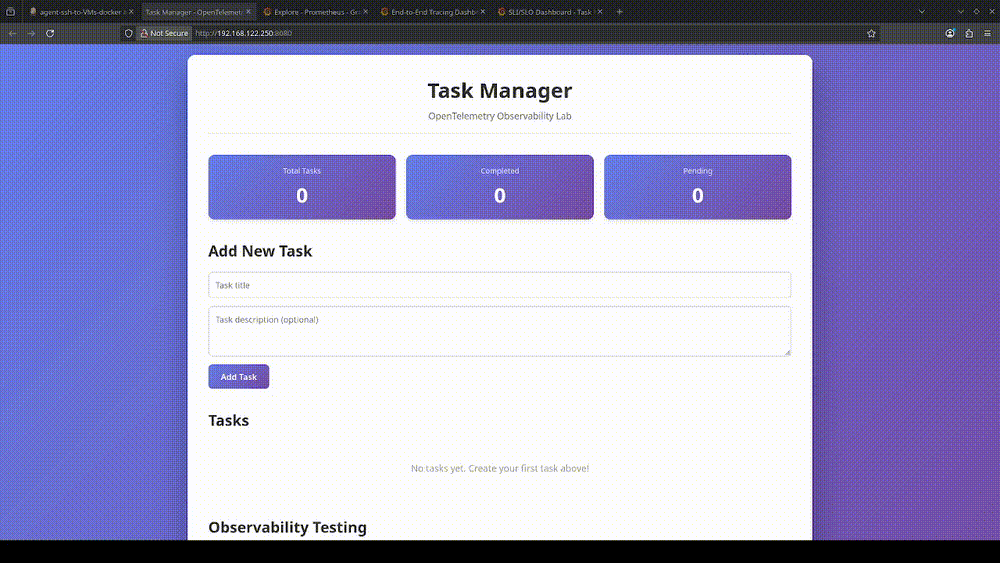 agent-ssh-to-VMs-docker
Task Manager - OpenTelemet
Explore - Prometheus - Gr
End-to-End Tracing Dashb
SLI/SLO Dashboard - Task
Not Secure
http://192.168.122.250:8080
Task Manager
OpenTelemetry Observability Lab
Total Tasks
Completed
Pending
0
0
0
Add New Task
Task title
Task description (optional)
Add Task
Tasks
No tasks yet. Create your first task above!
Observability Testing